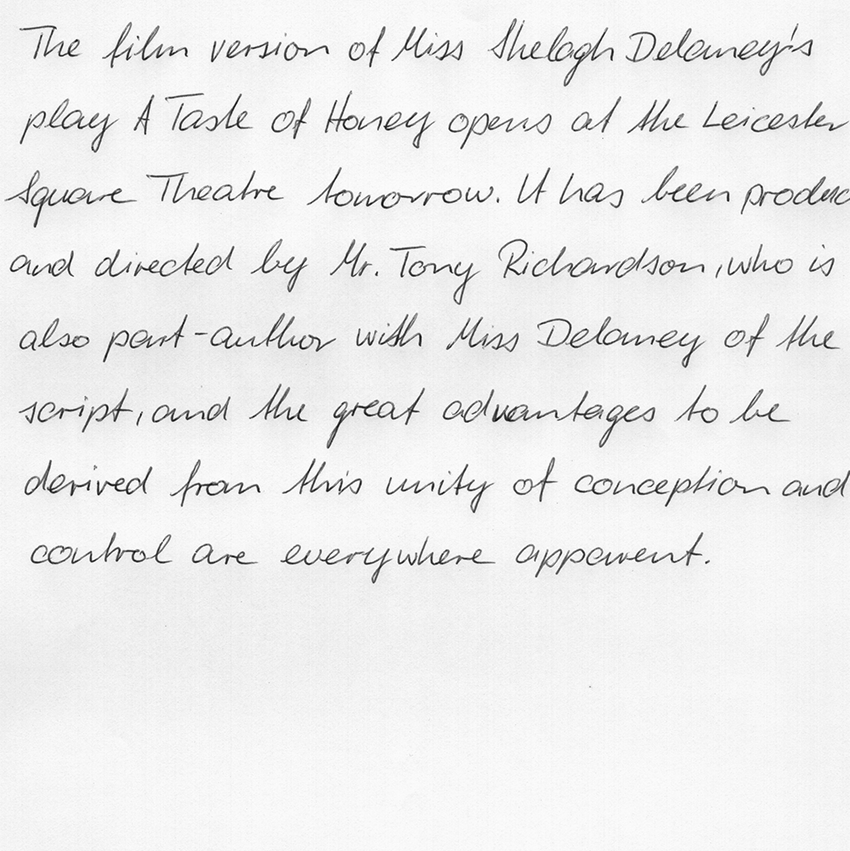 The film version of Miss Shelagh Delaney's
play A Taste of Honey opens at the Leicester
Square Theatre tomorrow. It has been produc
and directed by Mr. Tony Richardson, who is
also part-author with Miss Delaney of the
script, and the great advantages to be
derived from this unity of conception and
control are everywhere apparent.